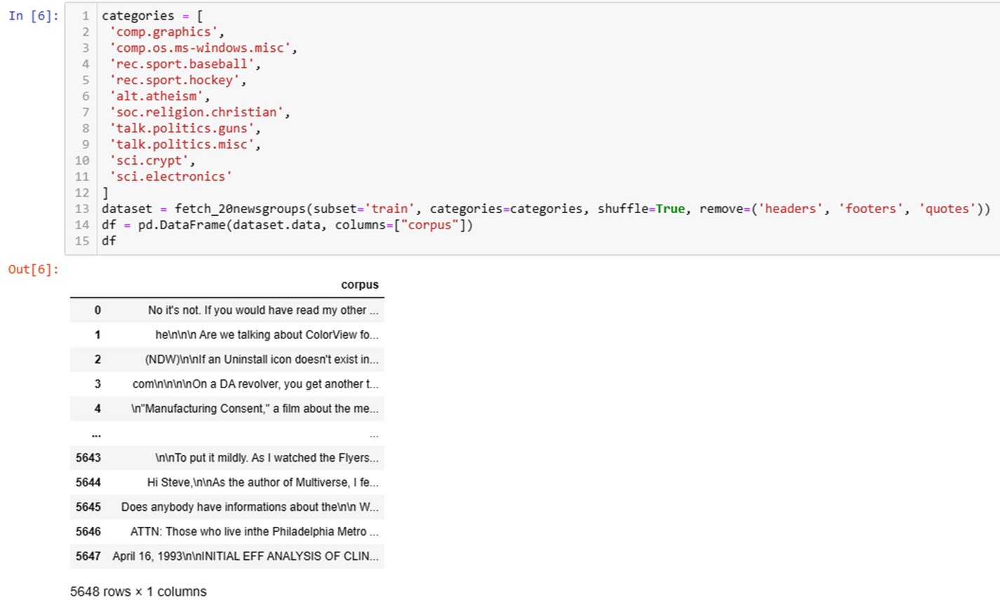 In [6]:
1 categories = [
2 'comp.graphics',
3 'comp.os.ms-windows.misc',
4 'rec.sport.baseball',
5 'rec.sport.hockey',
6 'alt.atheism',
7 'soc.religion.christian',
8 'talk.politics.guns',
9 'talk.politics.misc',
10 'sci.crypt',
11 'sci.electronics'
12 ]
13 dataset = fetch_20newsgroups(subset='train', categories=categories, shuffle=True, remove=('headers', 'footers', 'quotes'))
14 df = pd.DataFrame(dataset.data, columns=["corpus"])
15 df
Out[6]:
corpus
0 No it's not. If you would have read my other ...
1 he\n\n\n Are we talking about ColorView fo...
2 (NDW)\n\nIf an Uninstall icon doesn't exist in...
3 com\n\n\n\nOn a DA revolver, you get another t...
4 \n"Manufacturing Consent," a film about the me...
... ...
5643 \n\nTo put it mildly. As I watched the Flyers...
5644 Hi Steve,\n\nAs the author of Multiverse, I fe...
5645 Does anybody have informations about the\n\n W...
5646 ATTN: Those who live inthe Philadelphia Metro ...
5647 April 16, 1993\n\nINITIAL EFF ANALYSIS OF CLIN...
5648 rows × 1 columns